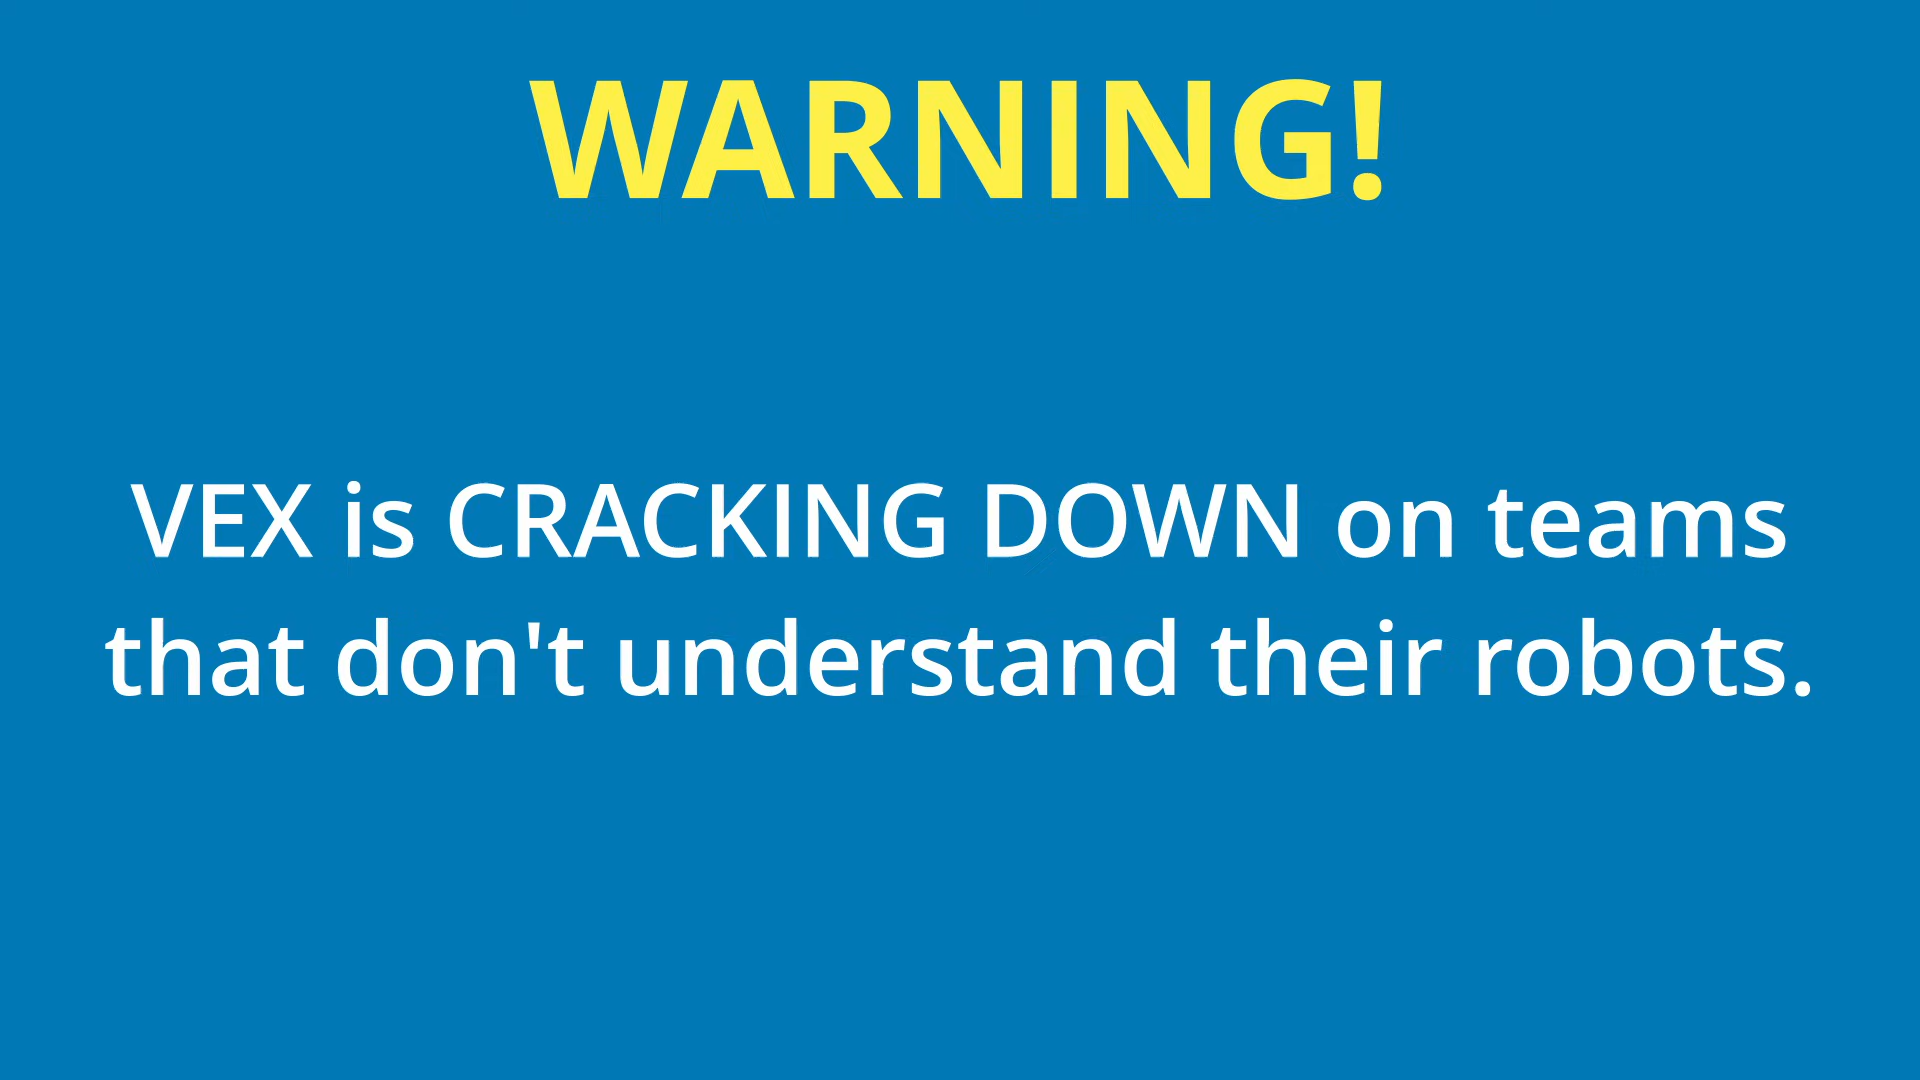 WARNING!
VEX is CRACKING DOWN on teams
that don't understand their robots.